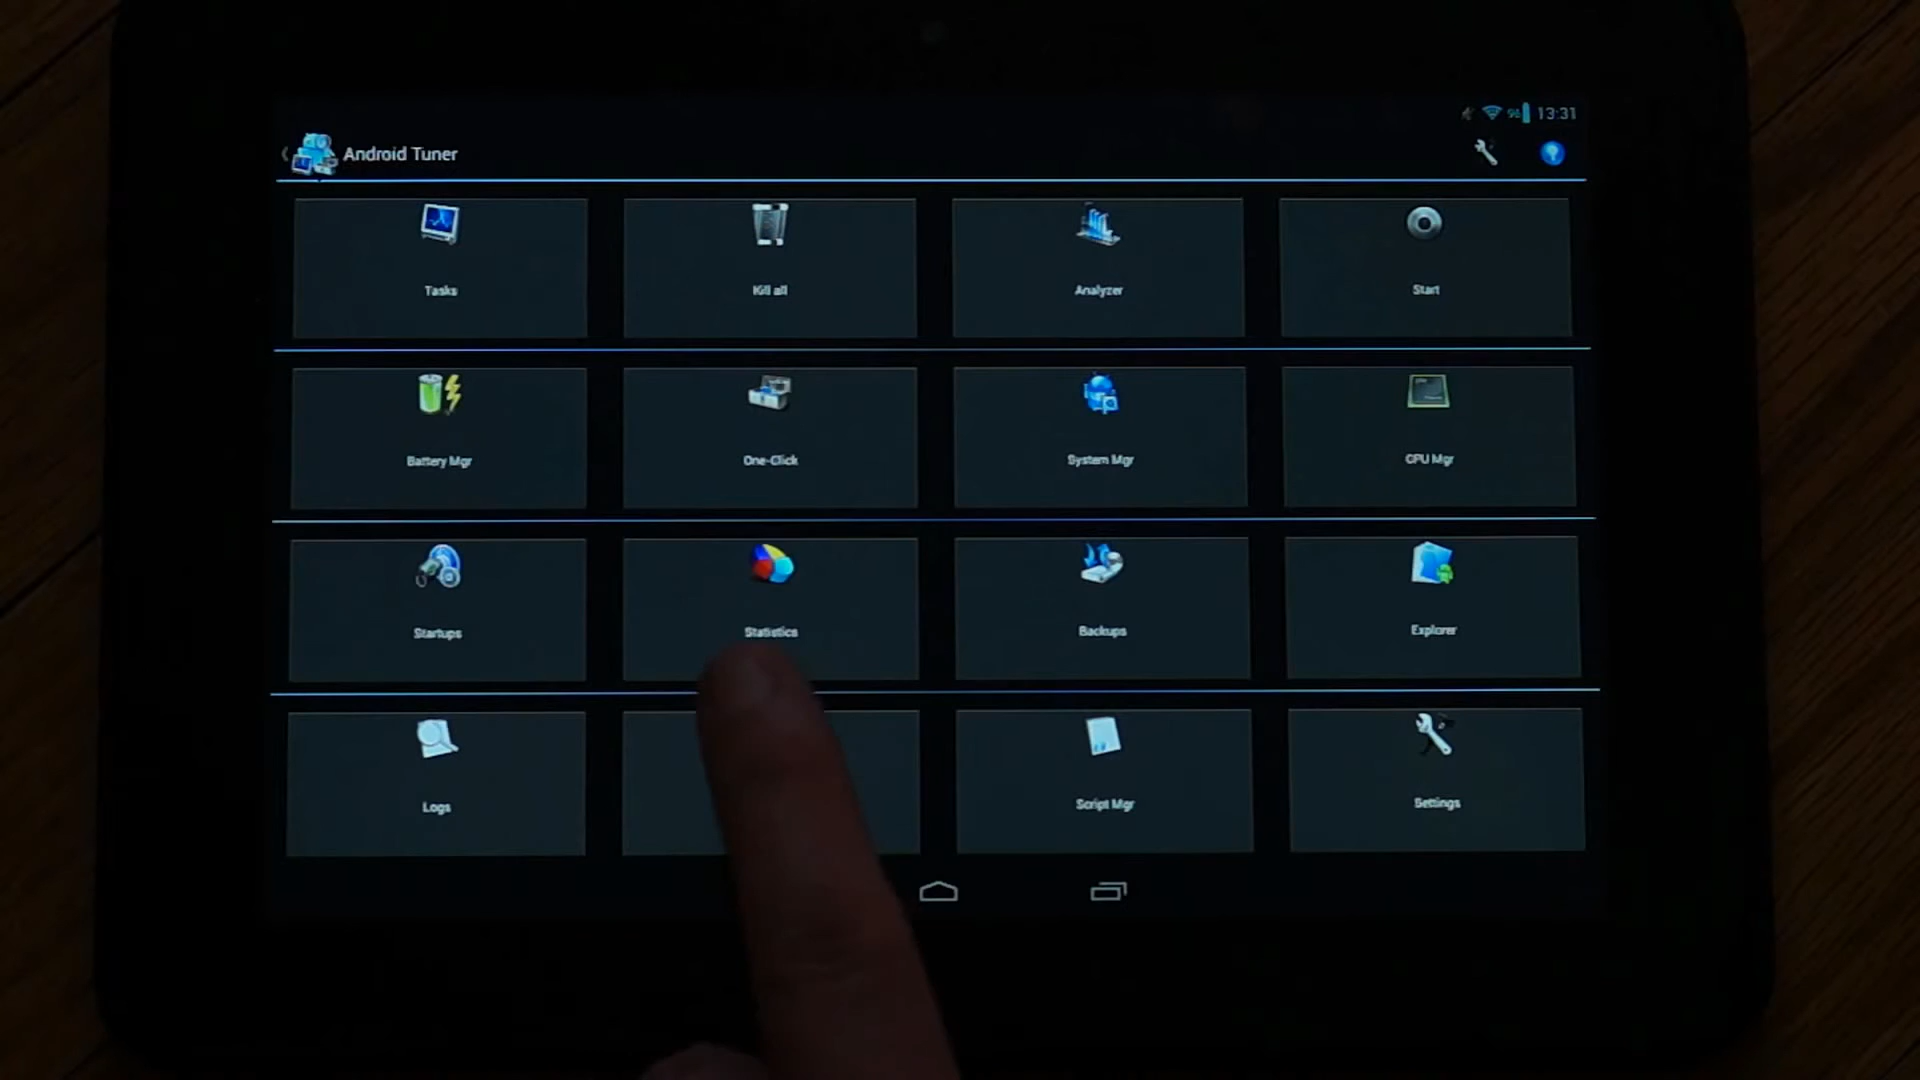 96 13:31
Android Tuner
Tasks Kill all Analyzer Start
Battery Mgr One-Click System Mgr CPU Mgr
Startups Statistics Backups Explorer
Logs Script Mgr Settings